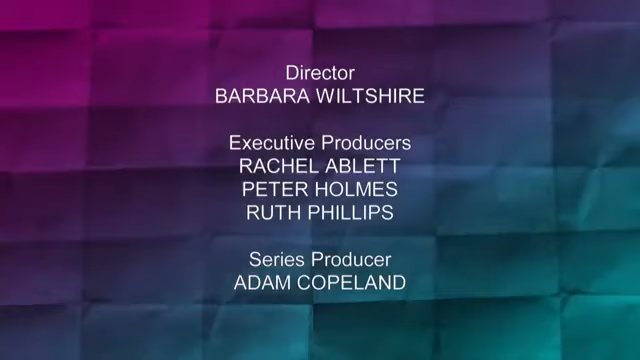 Director
BARBARA WILTSHIRE
Executive Producers
RACHEL ABLETT
PETER HOLMES
RUTH PHILLIPS
Series Producer
ADAM COPELAND